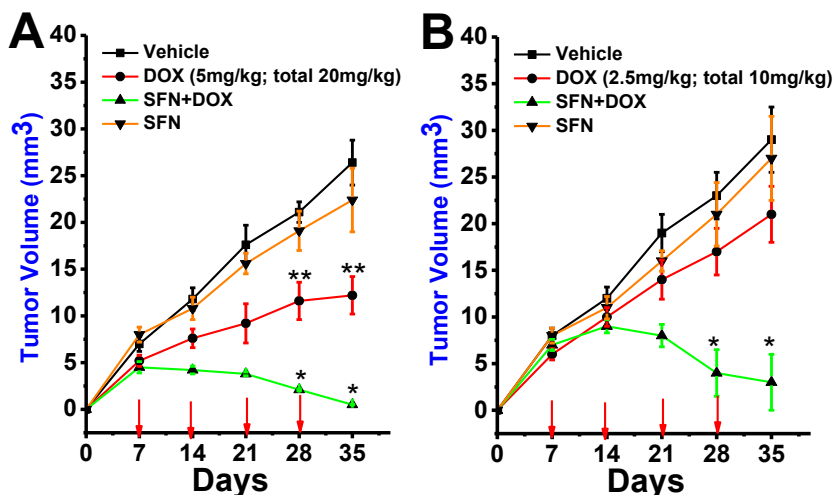 A
Tumor Volume (mm3)
40
35
30
25
20
15
10
5
0
Vehicle
DOX (5mg/kg; total 20mg/kg)
SFN+DOX
SFN
**
**
*
*
0 7 14 21 28 35
Days
B
Tumor Volume (mm3)
40
35
30
25
20
15
10
5
0
Vehicle
DOX (2.5mg/kg; total 10mg/kg)
SFN+DOX
SFN
*
*
0 7 14 21 28 35
Days